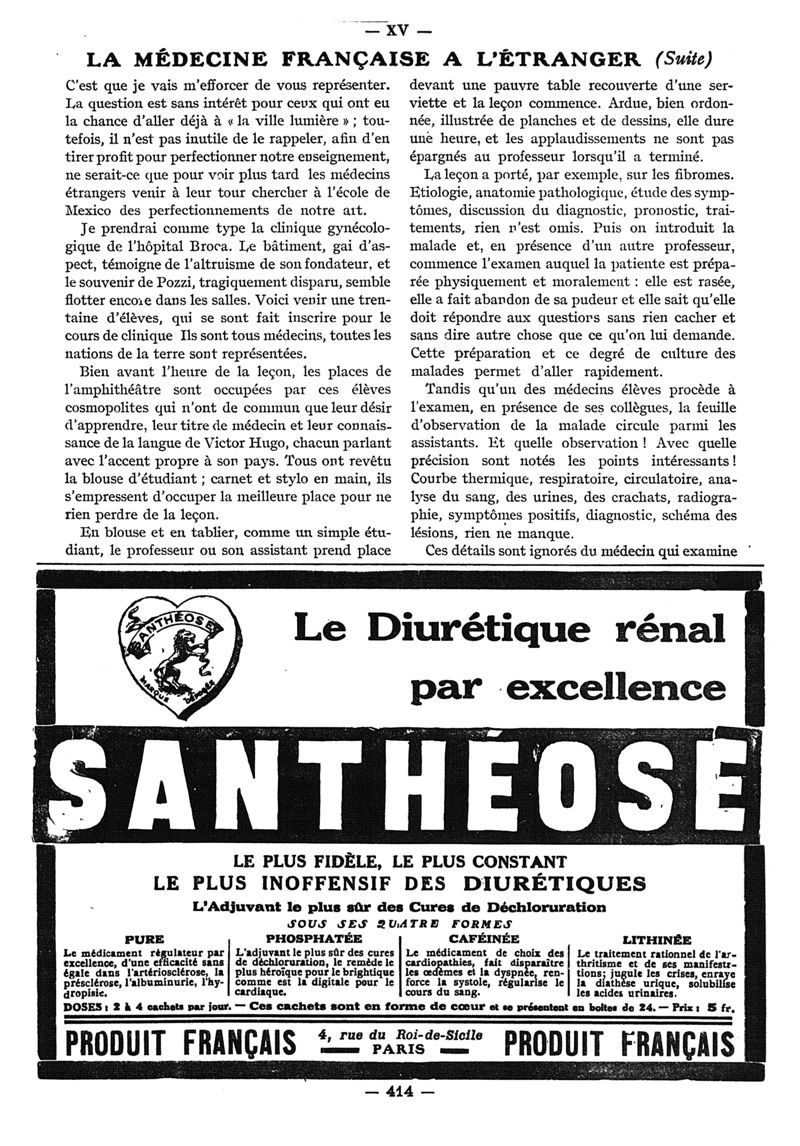 — XV —
LA MÉDECINE FRANÇAISE A L'ÉTRANGER (Suite)
C'est que je vais m'efforcer de vous représenter.
La question est sans intérêt pour ceux qui ont eu
la chance d'aller déjà à « la ville lumière » ; tou-
tefois, il n'est pas inutile de le rappeler, afin d'en
tirer profit pour perfectionner notre enseignement,
ne serait-ce que pour voir plus tard les médecins
étrangers venir à leur tour chercher à l'école de
Mexico des perfectionnements de notre art.
Je prendrai comme type la clinique gynécolo-
gique de l'hôpital Broca. Le bâtiment, gai d'as-
pect, témoigne de l'altruisme de son fondateur, et
le souvenir de Pozzi, tragiquement disparu, semble
flotter encore dans les salles. Voici venir une tren-
taine d'élèves, qui se sont fait inscrire pour le
cours de clinique Ils sont tous médecins, toutes les
nations de la terre sont représentées.
Bien avant l'heure de la leçon, les places de
l'amphithéâtre sont occupées par ces élèves
cosmopolites qui n'ont de commun que leur désir
d'apprendre, leur titre de médecin et leur connais-
sance de la langue de Victor Hugo, chacun parlant
avec l'accent propre à son pays. Tous ont revêtu
la blouse d'étudiant ; carnet et stylo en main, ils
s'empressent d'occuper la meilleure place pour ne
rien perdre de la leçon.
En blouse et en tablier, comme un simple étu-
diant, le professeur ou son assistant prend place
devant une pauvre table recouverte d'une ser-
viette et la leçon commence. Ardue, bien ordon-
née, illustrée de planches et de dessins, elle dure
une heure, et les applaudissements ne sont pas
épargnés au professeur lorsqu'il a terminé.
La leçon a porté, par exemple, sur les fibromes.
Etiologie, anatomie pathologique, étude des symp-
tômes, discussion du diagnostic, pronostic, trai-
tements, rien n'est omis. Puis on introduit la
malade et, en présence d'un autre professeur,
commence l'examen auquel la patiente est prépa-
rée physiquement et moralement : elle est rasée,
elle a fait abandon de sa pudeur et elle sait qu'elle
doit répondre aux questions sans rien cacher et
sans dire autre chose que ce qu'on lui demande.
Cette préparation et ce degré de culture des
malades permet d'aller rapidement.
Tandis qu'un des médecins élèves procède à
l'examen, en présence de ses collègues, la feuille
d'observation de la malade circule parmi les
assistants. Et quelle observation ! Avec quelle
précision sont notés les points intéressants !
Courbe thermique, respiratoire, circulatoire, ana-
lyse du sang, des urines, des crachats, radiogra-
phie, symptômes positifs, diagnostic, schéma des
lésions, rien ne manque.
Ces détails sont ignorés du médecin qui examine
SANTHÉOSE
MARQUE DÉPOSÉE
Le Diurétique rénal
par excellence
SANTHÉOSE
LE PLUS FIDÈLE, LE PLUS CONSTANT
LE PLUS INOFFENSIF DES DIURÉTIQUES
L'Adjuvant le plus sûr des Cures de Déchloruration
SOUS SES QUATRE FORMES
PURE
Le médicament régulateur par
excellence, d'une efficacité sans
égale dans l'artériosclérose, la
présclérose, l'albuminurie, l'hy-
dropisie.
PHOSPHATÉE
L'adjuvant le plus sûr des cures
de déchloruration, le remède le
plus héroïque pour le brightique
comme est la digitale pour le
cardiaque.
CAFÉINÉE
Le médicament de choix des
cardiopathies, fait disparaître
les œdèmes et la dyspnée, ren-
force la systole, régularise le
cours du sang.
LITHINÉE
Le traitement rationnel de l'ar-
thritisme et de ses manifesta-
tions; jugule les crises, enraye
la diathèse urique, solubilise
les acides urinaires.
DOSES : 2 à 4 cachets par jour. — Ces cachets sont en forme de cœur et se présentent en boîtes de 24. — Prix : 5 fr.
PRODUIT FRANÇAIS
4, rue du Roi-de-Sicile
— PARIS —
PRODUIT FRANÇAIS
— 414 —